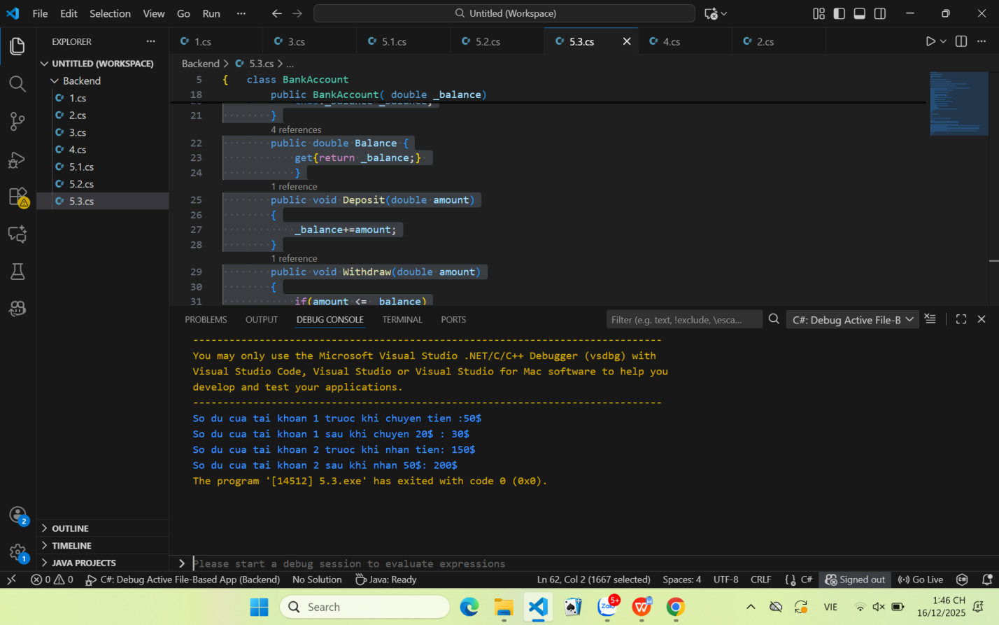 File Edit Selection View Go Run ··· Untitled (Workspace)
EXPLORER ···
UNTITLED (WORKSPACE)
Backend
1.cs
2.cs
3.cs
4.cs
5.1.cs
5.2.cs
5.3.cs
OUTLINE
TIMELINE
JAVA PROJECTS
2
1
1.cs 3.cs 5.1.cs 5.2.cs 5.3.cs 4.cs 2.cs
Backend > 5.3.cs > ...
5 { class BankAccount
18 public BankAccount( double _balance)
21 }
4 references
22 public double Balance {
23 get{return _balance;}
24 }
1 reference
25 public void Deposit(double amount)
26 {
27 _balance+=amount;
28 }
1 reference
29 public void Withdraw(double amount)
30 {
31 if(amount <= _balance)
PROBLEMS OUTPUT DEBUG CONSOLE TERMINAL PORTS Filter (e.g. text, !exclude, \esca... C#: Debug Active File-B
------------------------------------------------------------------------------
You may only use the Microsoft Visual Studio .NET/C/C++ Debugger (vsdbg) with
Visual Studio Code, Visual Studio or Visual Studio for Mac software to help you
develop and test your applications.
------------------------------------------------------------------------------
So du cua tai khoan 1 truoc khi chuyen tien :50$
So du cua tai khoan 1 sau khi chuyen 20$ : 30$
So du cua tai khoan 2 truoc khi nhan tien: 150$
So du cua tai khoan 2 sau khi nhan 50$: 200$
The program '[14512] 5.3.exe' has exited with code 0 (0x0).
> Please start a debug session to evaluate expressions
0 0 C#: Debug Active File-Based App (Backend) No Solution Java: Ready Ln 62, Col 2 (1667 selected) Spaces: 4 UTF-8 CRLF { } C# Signed out Go Live
Search Zalo 5+ W VIE 1:46 CH
16/12/2025